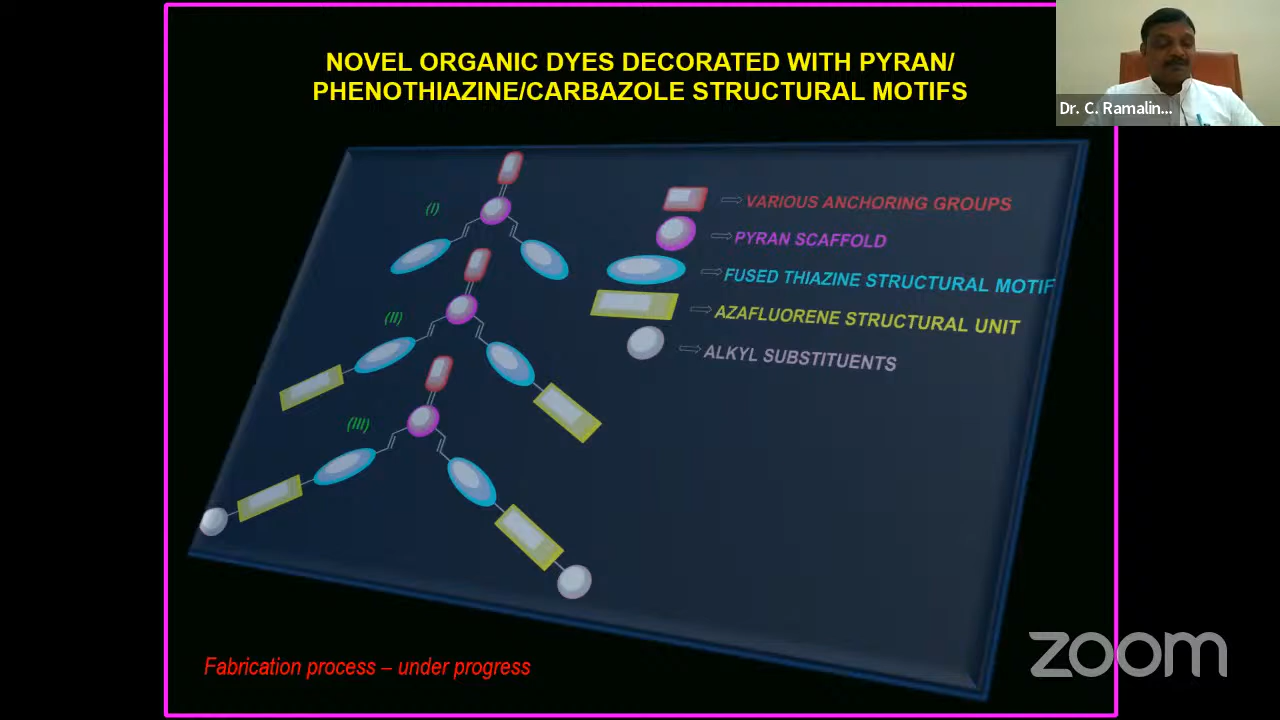 NOVEL ORGANIC DYES DECORATED WITH PYRAN/
PHENOTHIAZINE/CARBAZOLE STRUCTURAL MOTIFS
Dr. C. Ramalin...
(I)
VARIOUS ANCHORING GROUPS
PYRAN SCAFFOLD
FUSED THIAZINE STRUCTURAL MOTIF
(II)
AZAFLUORENE STRUCTURAL UNIT
ALKYL SUBSTITUENTS
(III)
Fabrication process – under progress
zoom